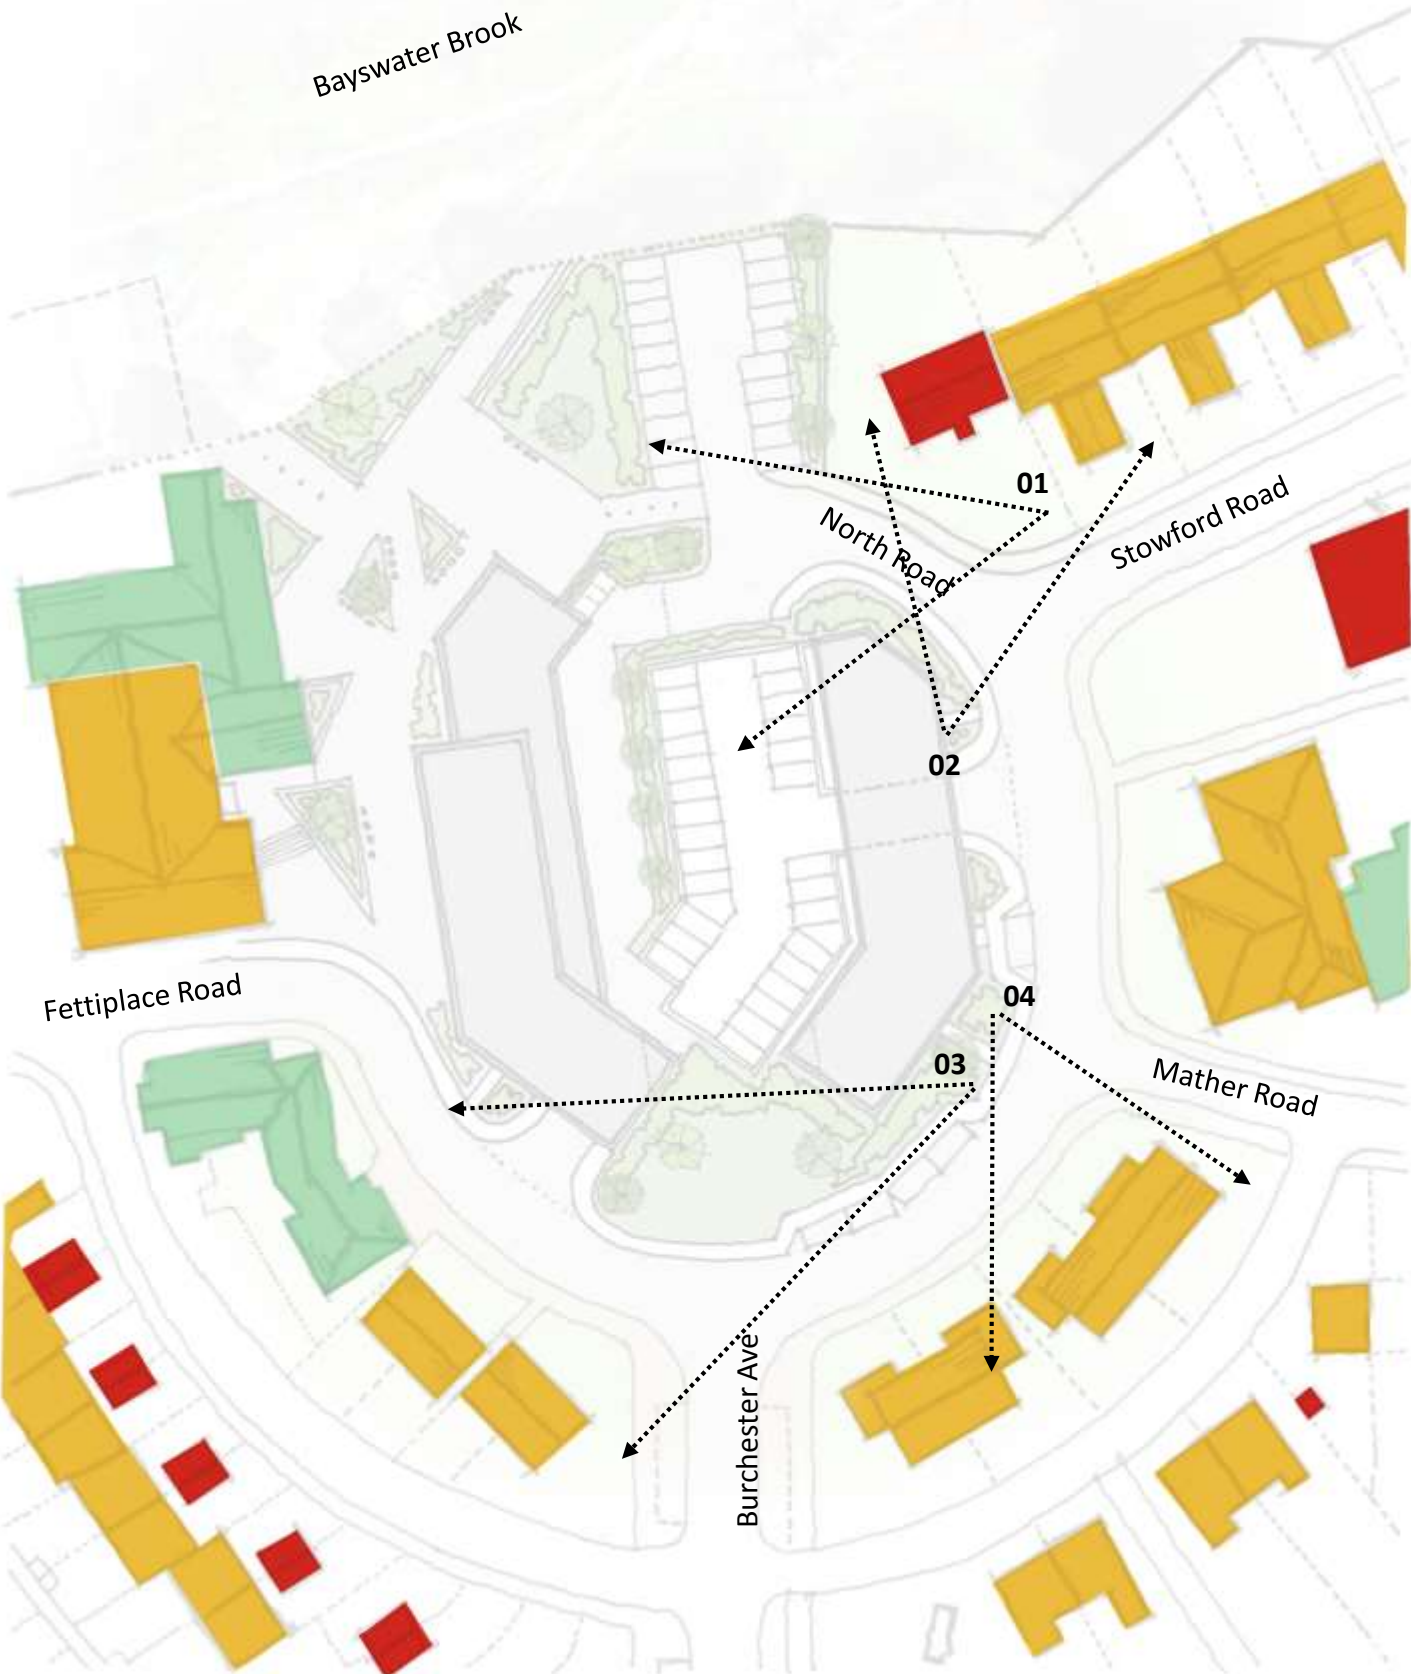 Bayswater Brook
01
North Road
Stowford Road
02
Fettiplace Road
04
03
Mather Road
Burchester Ave